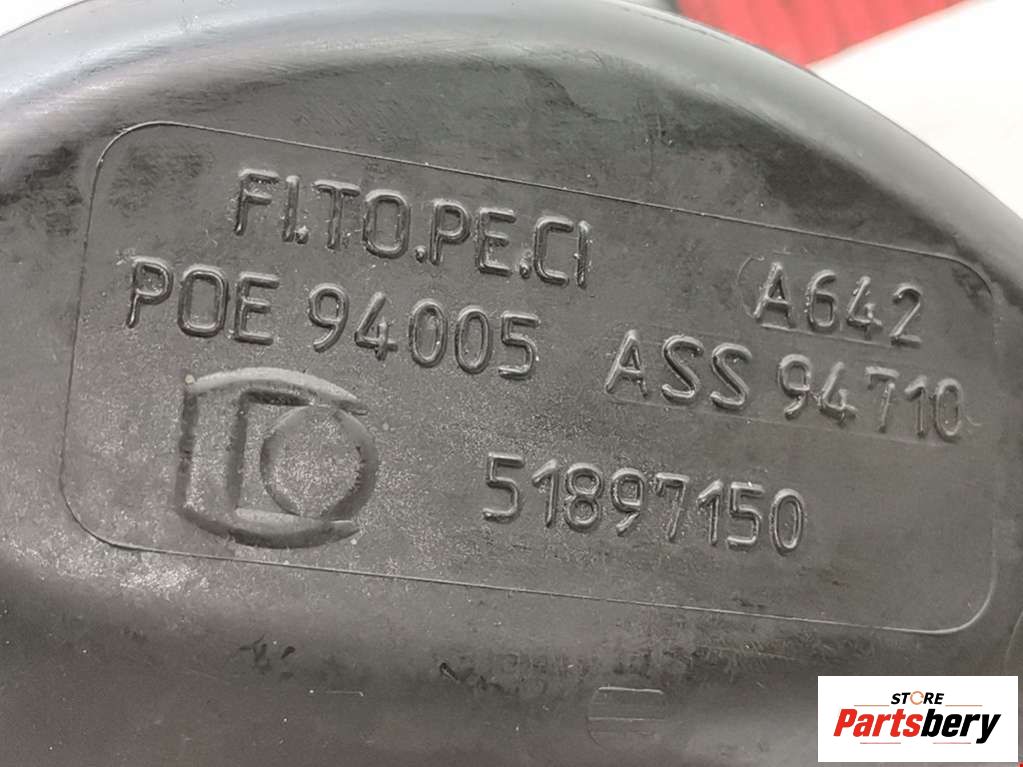 FI.TO.PE.CI
A642
POE 94005
ASS 94710
51897150
STORE
Partsbery